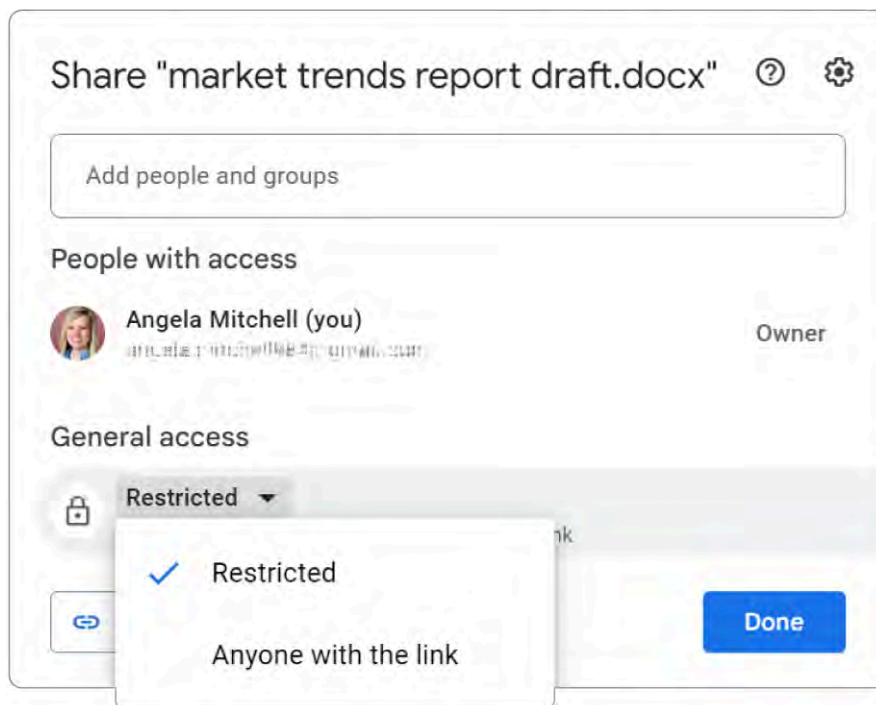 Share "market trends report draft.docx"
Add people and groups
People with access
Angela Mitchell (you)
Owner
General access
Restricted
nk
Restricted
Anyone with the link
Done